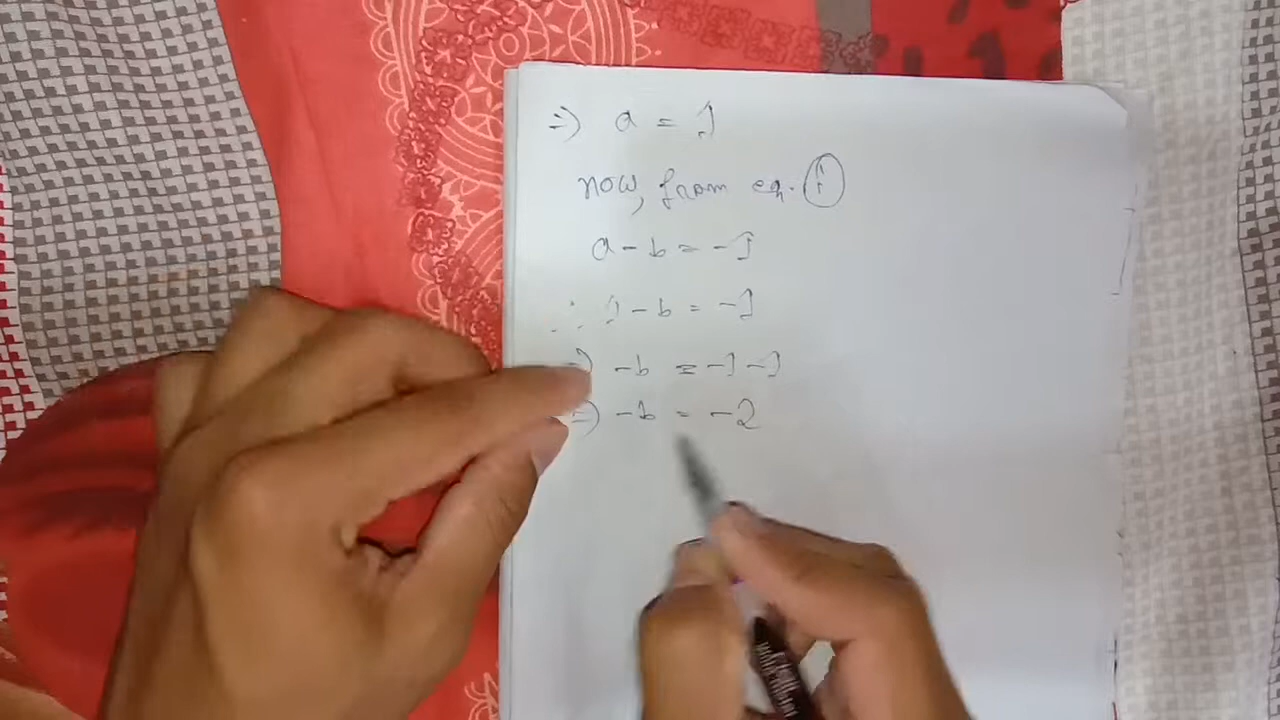 ⇒ a = 1
now, from eq. (i)
a - b = -1
∴ 1 - b = -1
⇒ -b = -1 -1
⇒ -b = -2